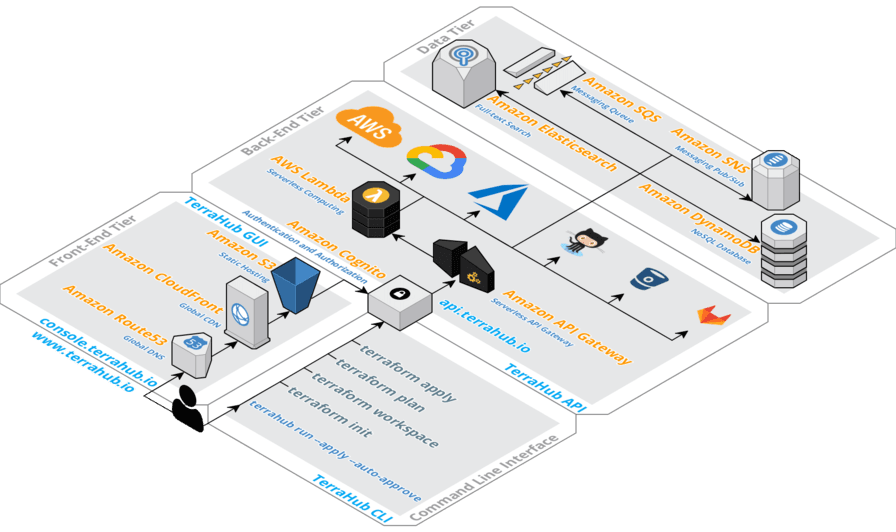 Data Tier
Amazon SQS
Messaging Queue
Amazon Elasticsearch
Full-text Search
Amazon SNS
Messaging Pub/Sub
Amazon DynamoDB
NoSQL Database
Back-End Tier
AWS
AWS Lambda
Serverless Computing
Amazon Cognito
Authentication and Authorization
Amazon API Gateway
Serverless API Gateway
api.terrahub.io
TerraHub API
Front-End Tier
TerraHub GUI
Amazon S3
Static Hosting
Amazon CloudFront
Global CDN
Amazon Route53
Global DNS
53
console.terrahub.io
www.terrahub.io
terraform apply
terraform plan
terraform workspace
terraform init
terrahub run --apply --auto-approve
TerraHub CLI
Command Line Interface